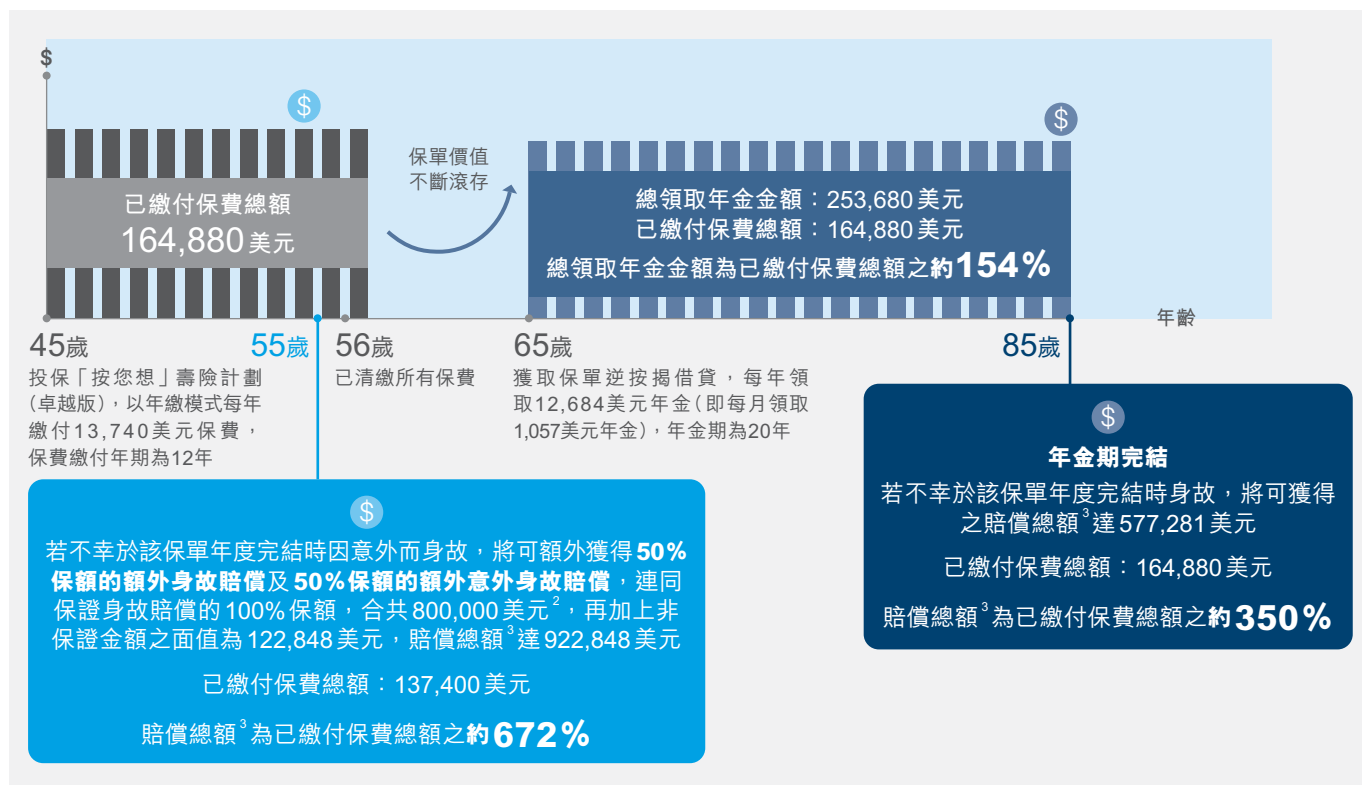 $
$
$
保單價值
不斷滾存
已繳付保費總額
164,880美元
總領取年金金額：253,680美元
已繳付保費總額：164,880美元
總領取年金金額為已繳付保費總額之約154%
年齡
45歲
投保「按您想」壽險計劃
（卓越版），以年繳模式每年
繳付13,740美元保費，
保費繳付年期為12年
55歲
56歲
已清繳所有保費
65歲
獲取保單逆按揭借貸，每年領
取12,684美元年金（即每月領取
1,057美元年金），年金期為20年
85歲
$
若不幸於該保單年度完結時因意外而身故，將可額外獲得50%
保額的額外身故賠償及50%保額的額外意外身故賠償，連同
保證身故賠償的100%保額，合共800,000美元2，再加上非
保證金額之面值為122,848美元，賠償總額3達922,848美元
已繳付保費總額：137,400美元
賠償總額3為已繳付保費總額之約672%
$
年金期完結
若不幸於該保單年度完結時身故，將可獲得
之賠償總額3達577,281美元
已繳付保費總額：164,880美元
賠償總額3為已繳付保費總額之約350%